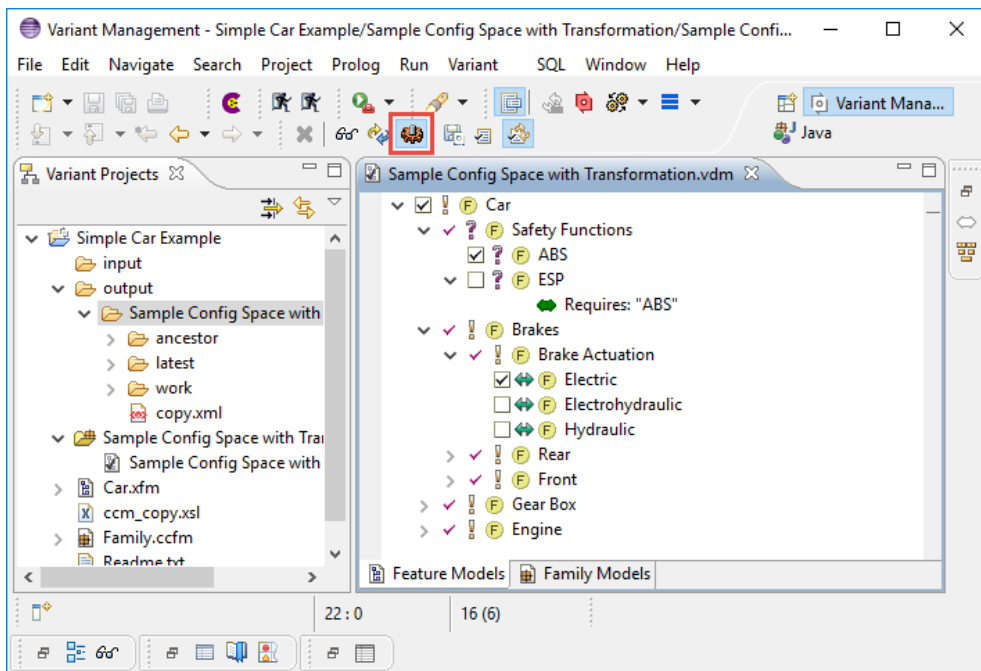 Variant Management - Simple Car Example/Sample Config Space with Transformation/Sample Confi...
File Edit Navigate Search Project Prolog Run Variant SQL Window Help
Variant Mana...
Java
Variant Projects
Simple Car Example
input
output
Sample Config Space with
ancestor
latest
work
copy.xml
Sample Config Space with Tra
Sample Config Space with
Car.xfm
ccm_copy.xsl
Family.ccfm
Readme.txt
Sample Config Space with Transformation.vdm
Car
Safety Functions
ABS
ESP
Requires: "ABS"
Brakes
Brake Actuation
Electric
Electrohydraulic
Hydraulic
Rear
Front
Gear Box
Engine
Feature Models Family Models
22 : 0 16 (6)